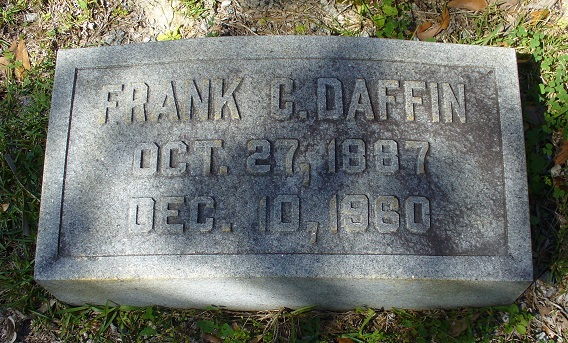 FRANK C. DAFFIN
OCT. 27, 1887
DEC. 10, 1960